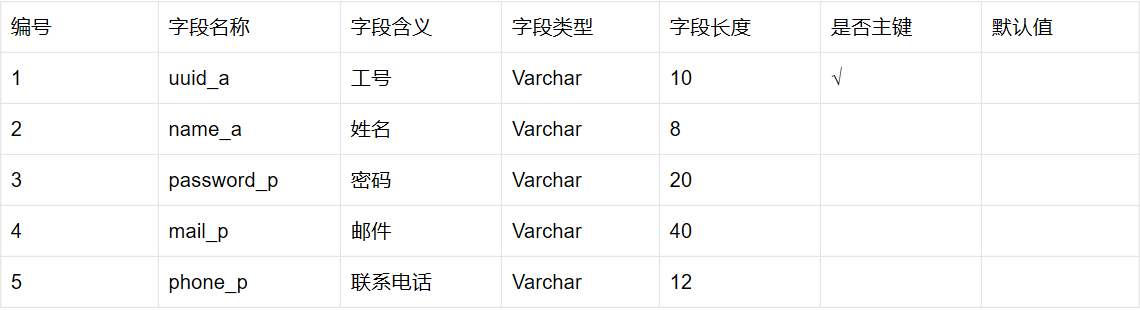 编号 字段名称 字段含义 字段类型 字段长度 是否主键 默认值
1 uuid_a 工号 Varchar 10 √
2 name_a 姓名 Varchar 8
3 password_p 密码 Varchar 20
4 mail_p 邮件 Varchar 40
5 phone_p 联系电话 Varchar 12